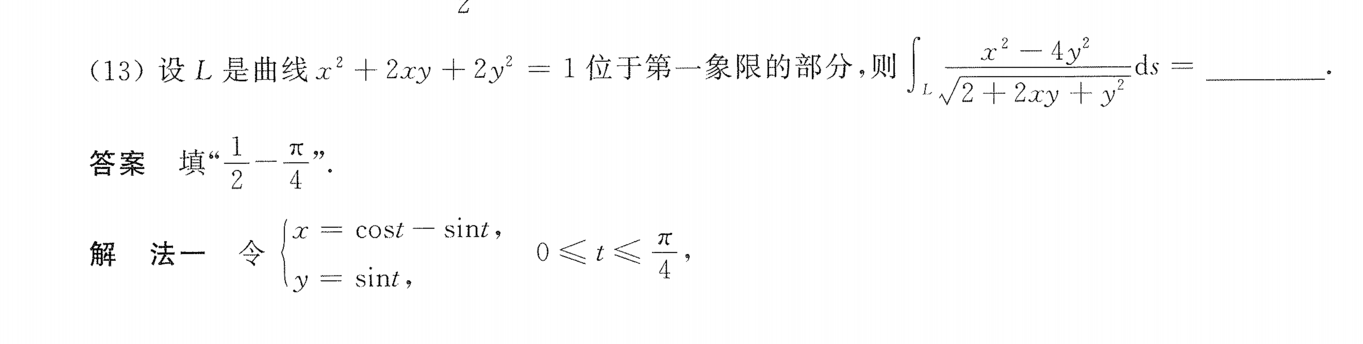 2
(13) 设 L 是曲线 x² + 2xy + 2y² = 1 位于第一象限的部分,则 ∫_L (x² − 4y²)/√(2 + 2xy + y²) ds = ________.
答案 填“1/2 − π/4”.
解 法一 令 { x = cost − sint, y = sint, 0 ⩽ t ⩽ π/4,